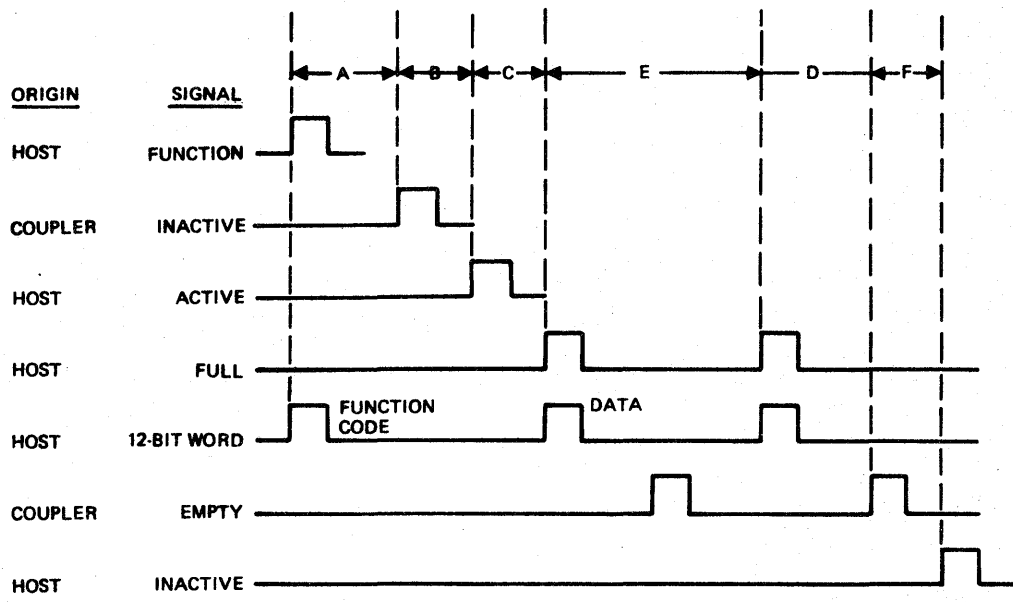 A B C E D F
ORIGIN SIGNAL
HOST FUNCTION
COUPLER INACTIVE
HOST ACTIVE
HOST FULL
FUNCTION CODE DATA
HOST 12-BIT WORD
COUPLER EMPTY
HOST INACTIVE